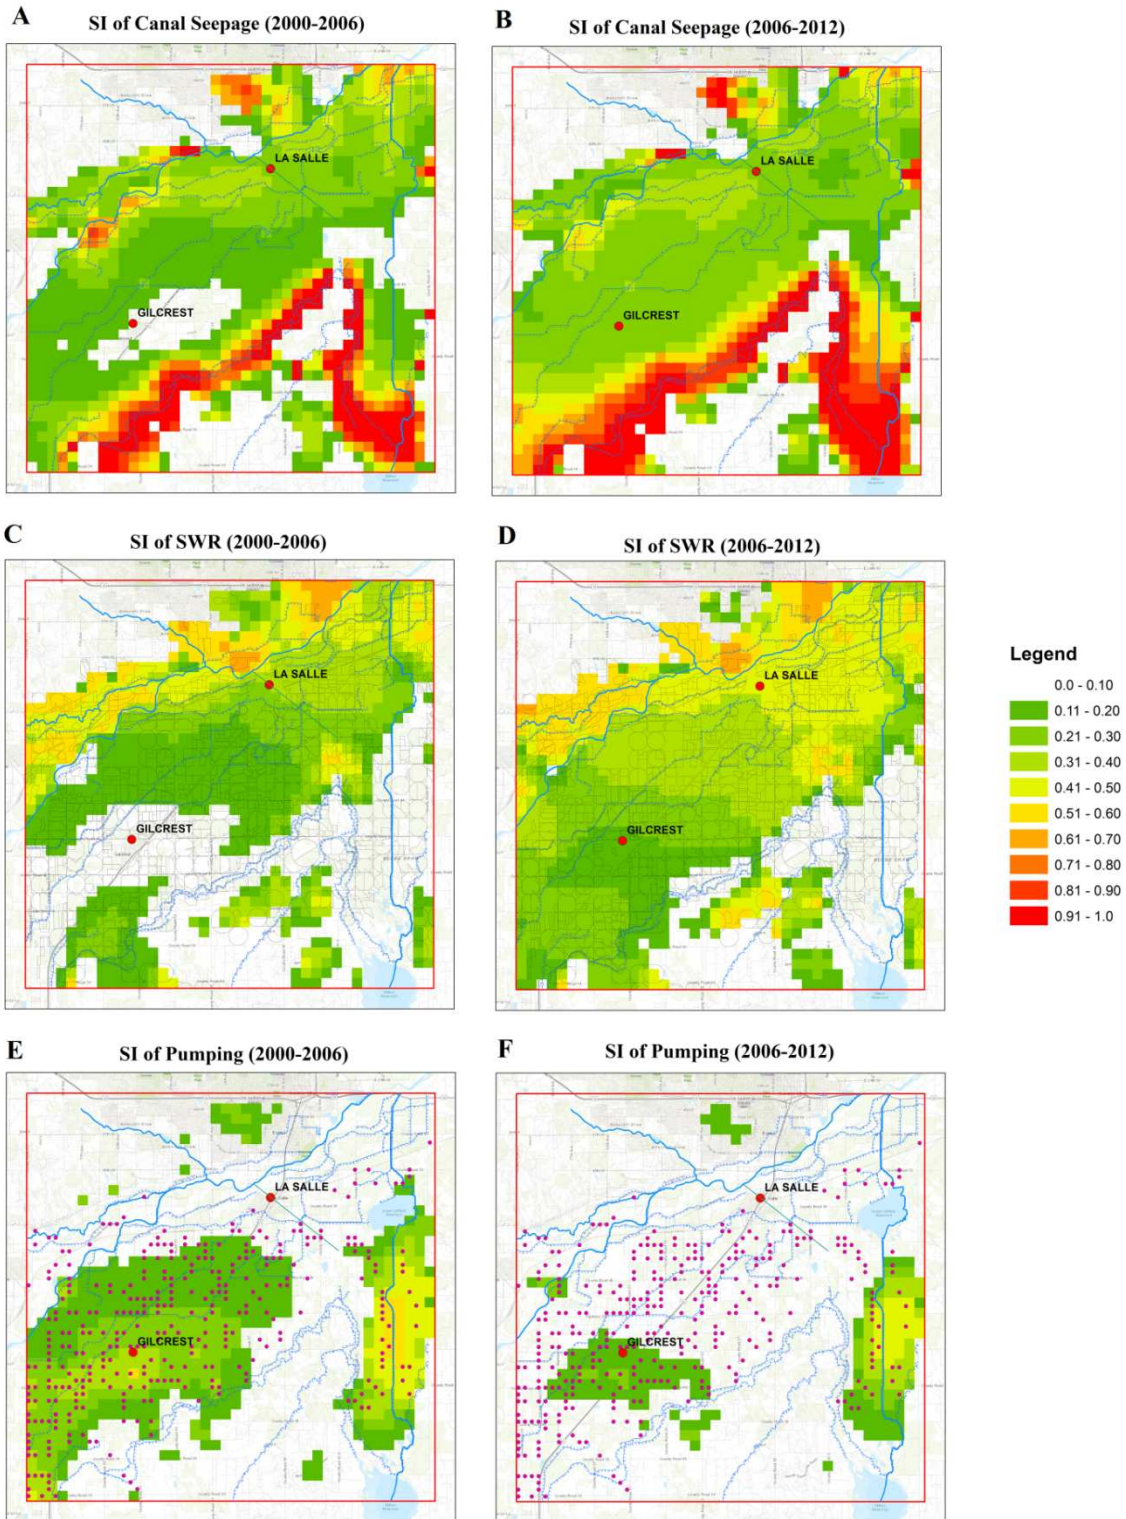 A
SI of Canal Seepage (2000-2006)
B
SI of Canal Seepage (2006-2012)
LA SALLE
GILCREST
LA SALLE
GILCREST
C
SI of SWR (2000-2006)
D
SI of SWR (2006-2012)
LA SALLE
GILCREST
LA SALLE
GILCREST
Legend
0.0 - 0.10
0.11 - 0.20
0.21 - 0.30
0.31 - 0.40
0.41 - 0.50
0.51 - 0.60
0.61 - 0.70
0.71 - 0.80
0.81 - 0.90
0.91 - 1.0
E
SI of Pumping (2000-2006)
F
SI of Pumping (2006-2012)
LA SALLE
GILCREST
LA SALLE
GILCREST